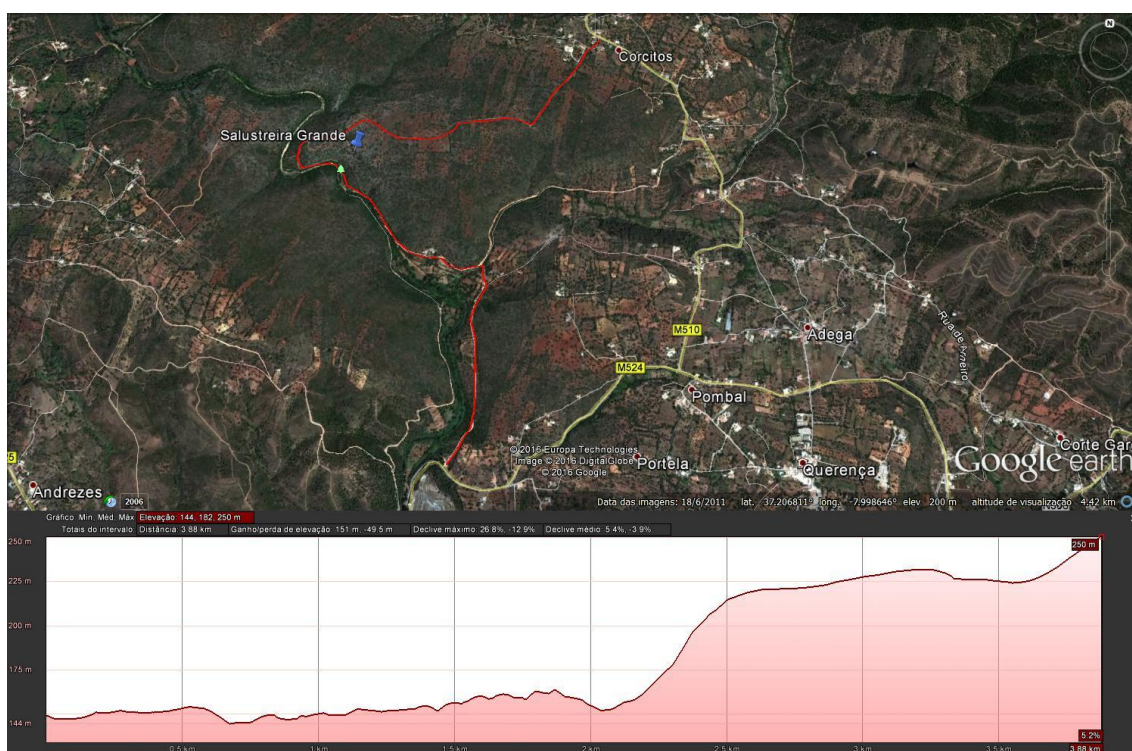 N
Corcitos
Salustreira Grande
M510
Adega
Rua de Ameiro
M524
Pombal
© 2016 Europa Technologies
Image © 2016 DigitalGlobe
© 2016 Google
Portela
Querença
Corte Garc
Google earth
Andrezes
2006
Data das imagens: 18/6/2011 lat. 37.206811° long. -7.998646° elev 200 m altitude de visualização 4.42 km
Gráfico: Mín, Méd, Máx Elevação: 144, 182, 250 m
Totais do intervalo: Distância: 3.88 km Ganho/perda de elevação: 151 m, -49.5 m Declive máximo: 26.8%, -12.9% Declive médio: 5.4%, -3.9%
250 m
250 m
225 m
200 m
175 m
144 m
5.2%
0.5 km
1 km
1.5 km
2 km
2.5 km
3 km
3.5 km
3.88 km